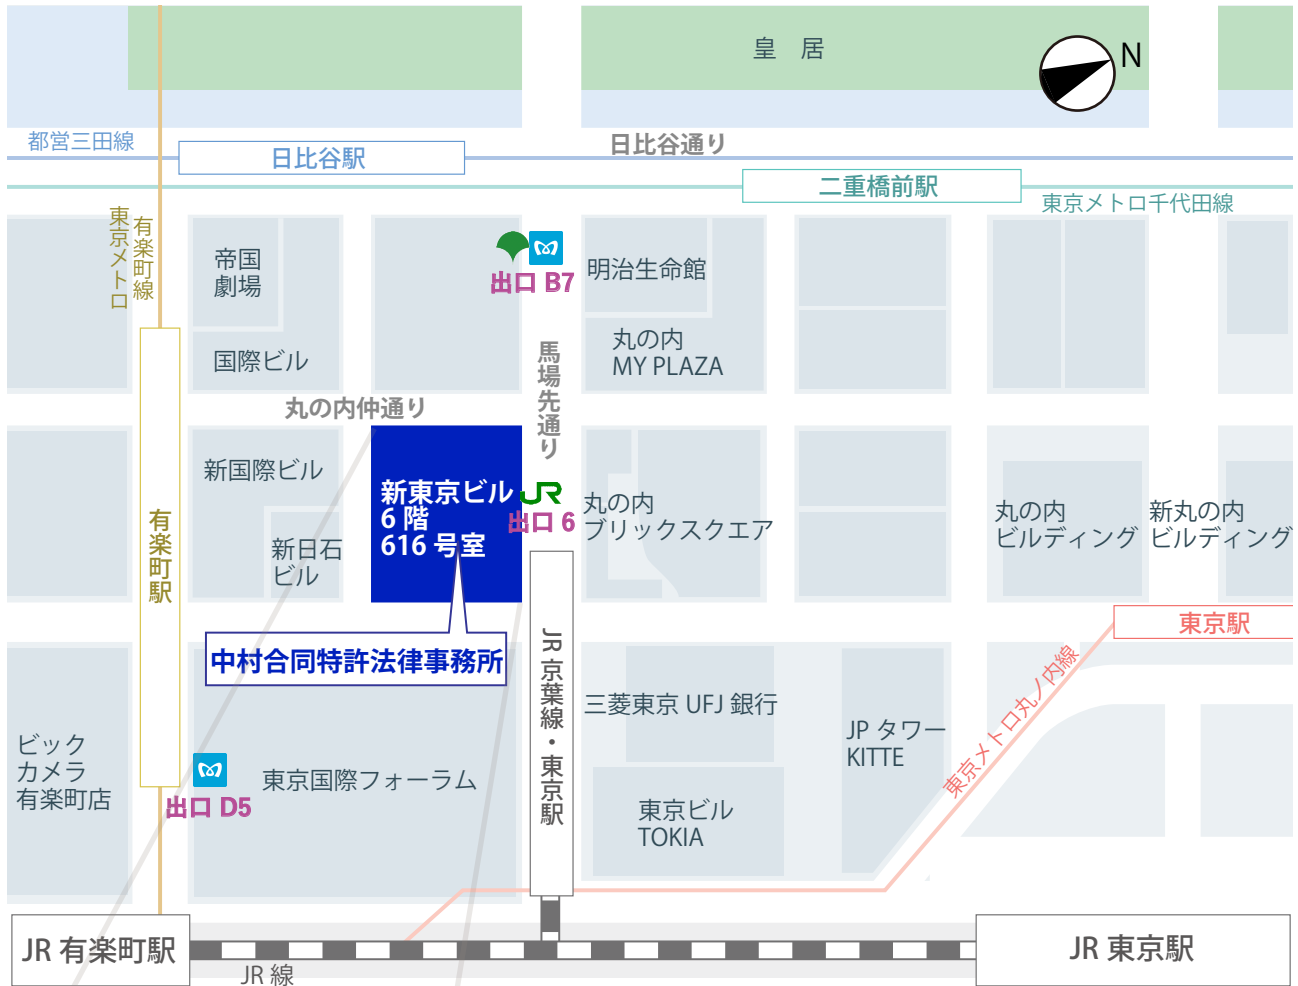 皇 居
N
都営三田線
日比谷駅
日比谷通り
二重橋前駅
東京メトロ千代田線
東京メトロ
有楽町線
帝国
劇場
国際ビル
出口 B7
明治生命館
丸の内
MY PLAZA
馬場先通り
丸の内仲通り
新国際ビル
新日石
ビル
新東京ビル
6 階
616 号室
JR
出口 6
丸の内
ブリックスクエア
丸の内
ビルディング
新丸の内
ビルディング
有楽町駅
中村合同特許法律事務所
東京駅
JR 京葉線・東京駅
三菱東京 UFJ 銀行
JP タワー
KITTE
東京メトロ丸ノ内線
ビック
カメラ
有楽町店
出口 D5
東京国際フォーラム
東京ビル
TOKIA
JR 有楽町駅
JR 線
JR 東京駅